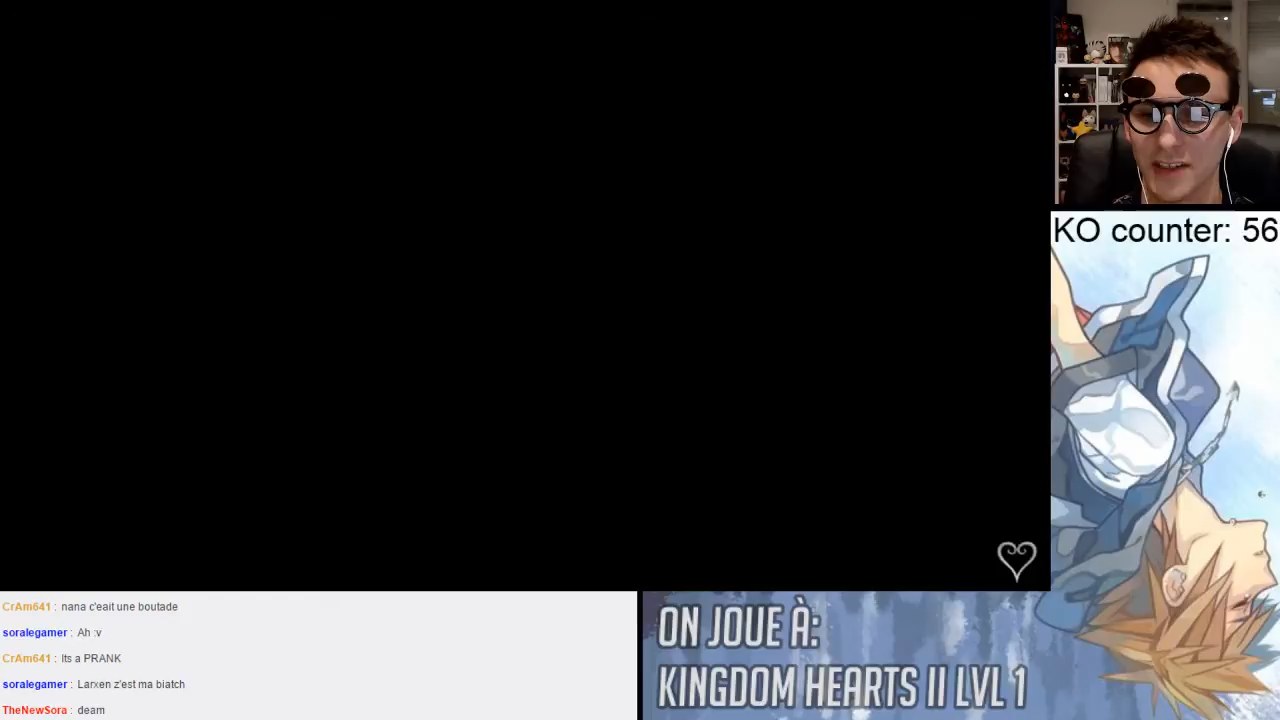 KO counter: 56
CrAm641 : nana c'eait une boutade
soralegamer : Ah :v
CrAm641 : Its a PRANK
soralegamer : Larxen z'est ma biatch
TheNewSora : deam
ON JOUE À:
KINGDOM HEARTS II LVL 1